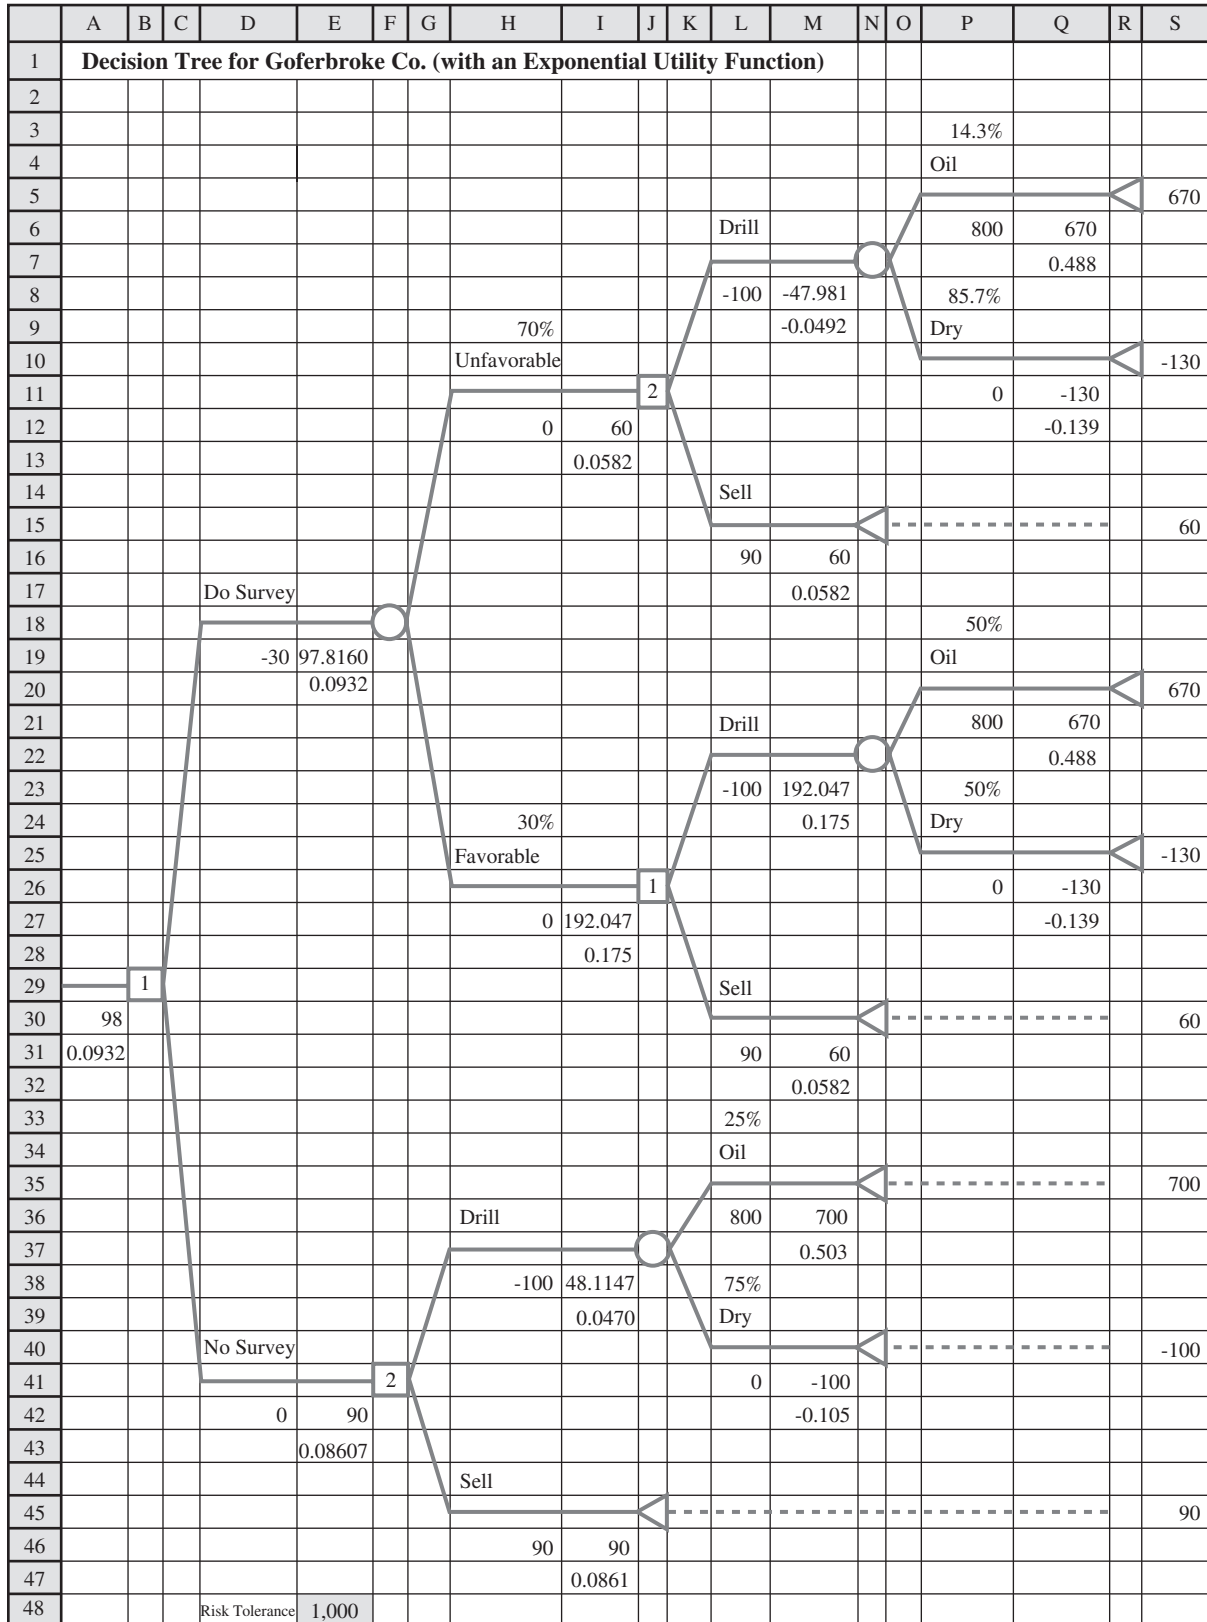 A B C D E F G H I J K L M N O P Q R S
1 Decision Tree for Goferbroke Co. (with an Exponential Utility Function)
2
3 14.3%
4 Oil
5 670
6 Drill 800 670
7 0.488
8 -100 -47.981 85.7%
9 70% -0.0492 Dry
10 Unfavorable -130
11 2 0 -130
12 0 60 -0.139
13 0.0582
14 Sell
15 60
16 90 60
17 Do Survey 0.0582
18 50%
19 -30 97.8160 Oil
20 0.0932 670
21 Drill 800 670
22 0.488
23 -100 192.047 50%
24 30% 0.175 Dry
25 Favorable -130
26 1 0 -130
27 0 192.047 -0.139
28 0.175
29 1 Sell
30 98 60
31 0.0932 90 60
32 0.0582
33 25%
34 Oil
35 700
36 Drill 800 700
37 0.503
38 -100 48.1147 75%
39 0.0470 Dry
40 No Survey -100
41 2 0 -100
42 0 90 -0.105
43 0.08607
44 Sell
45 90
46 90 90
47 0.0861
48 Risk Tolerance 1,000